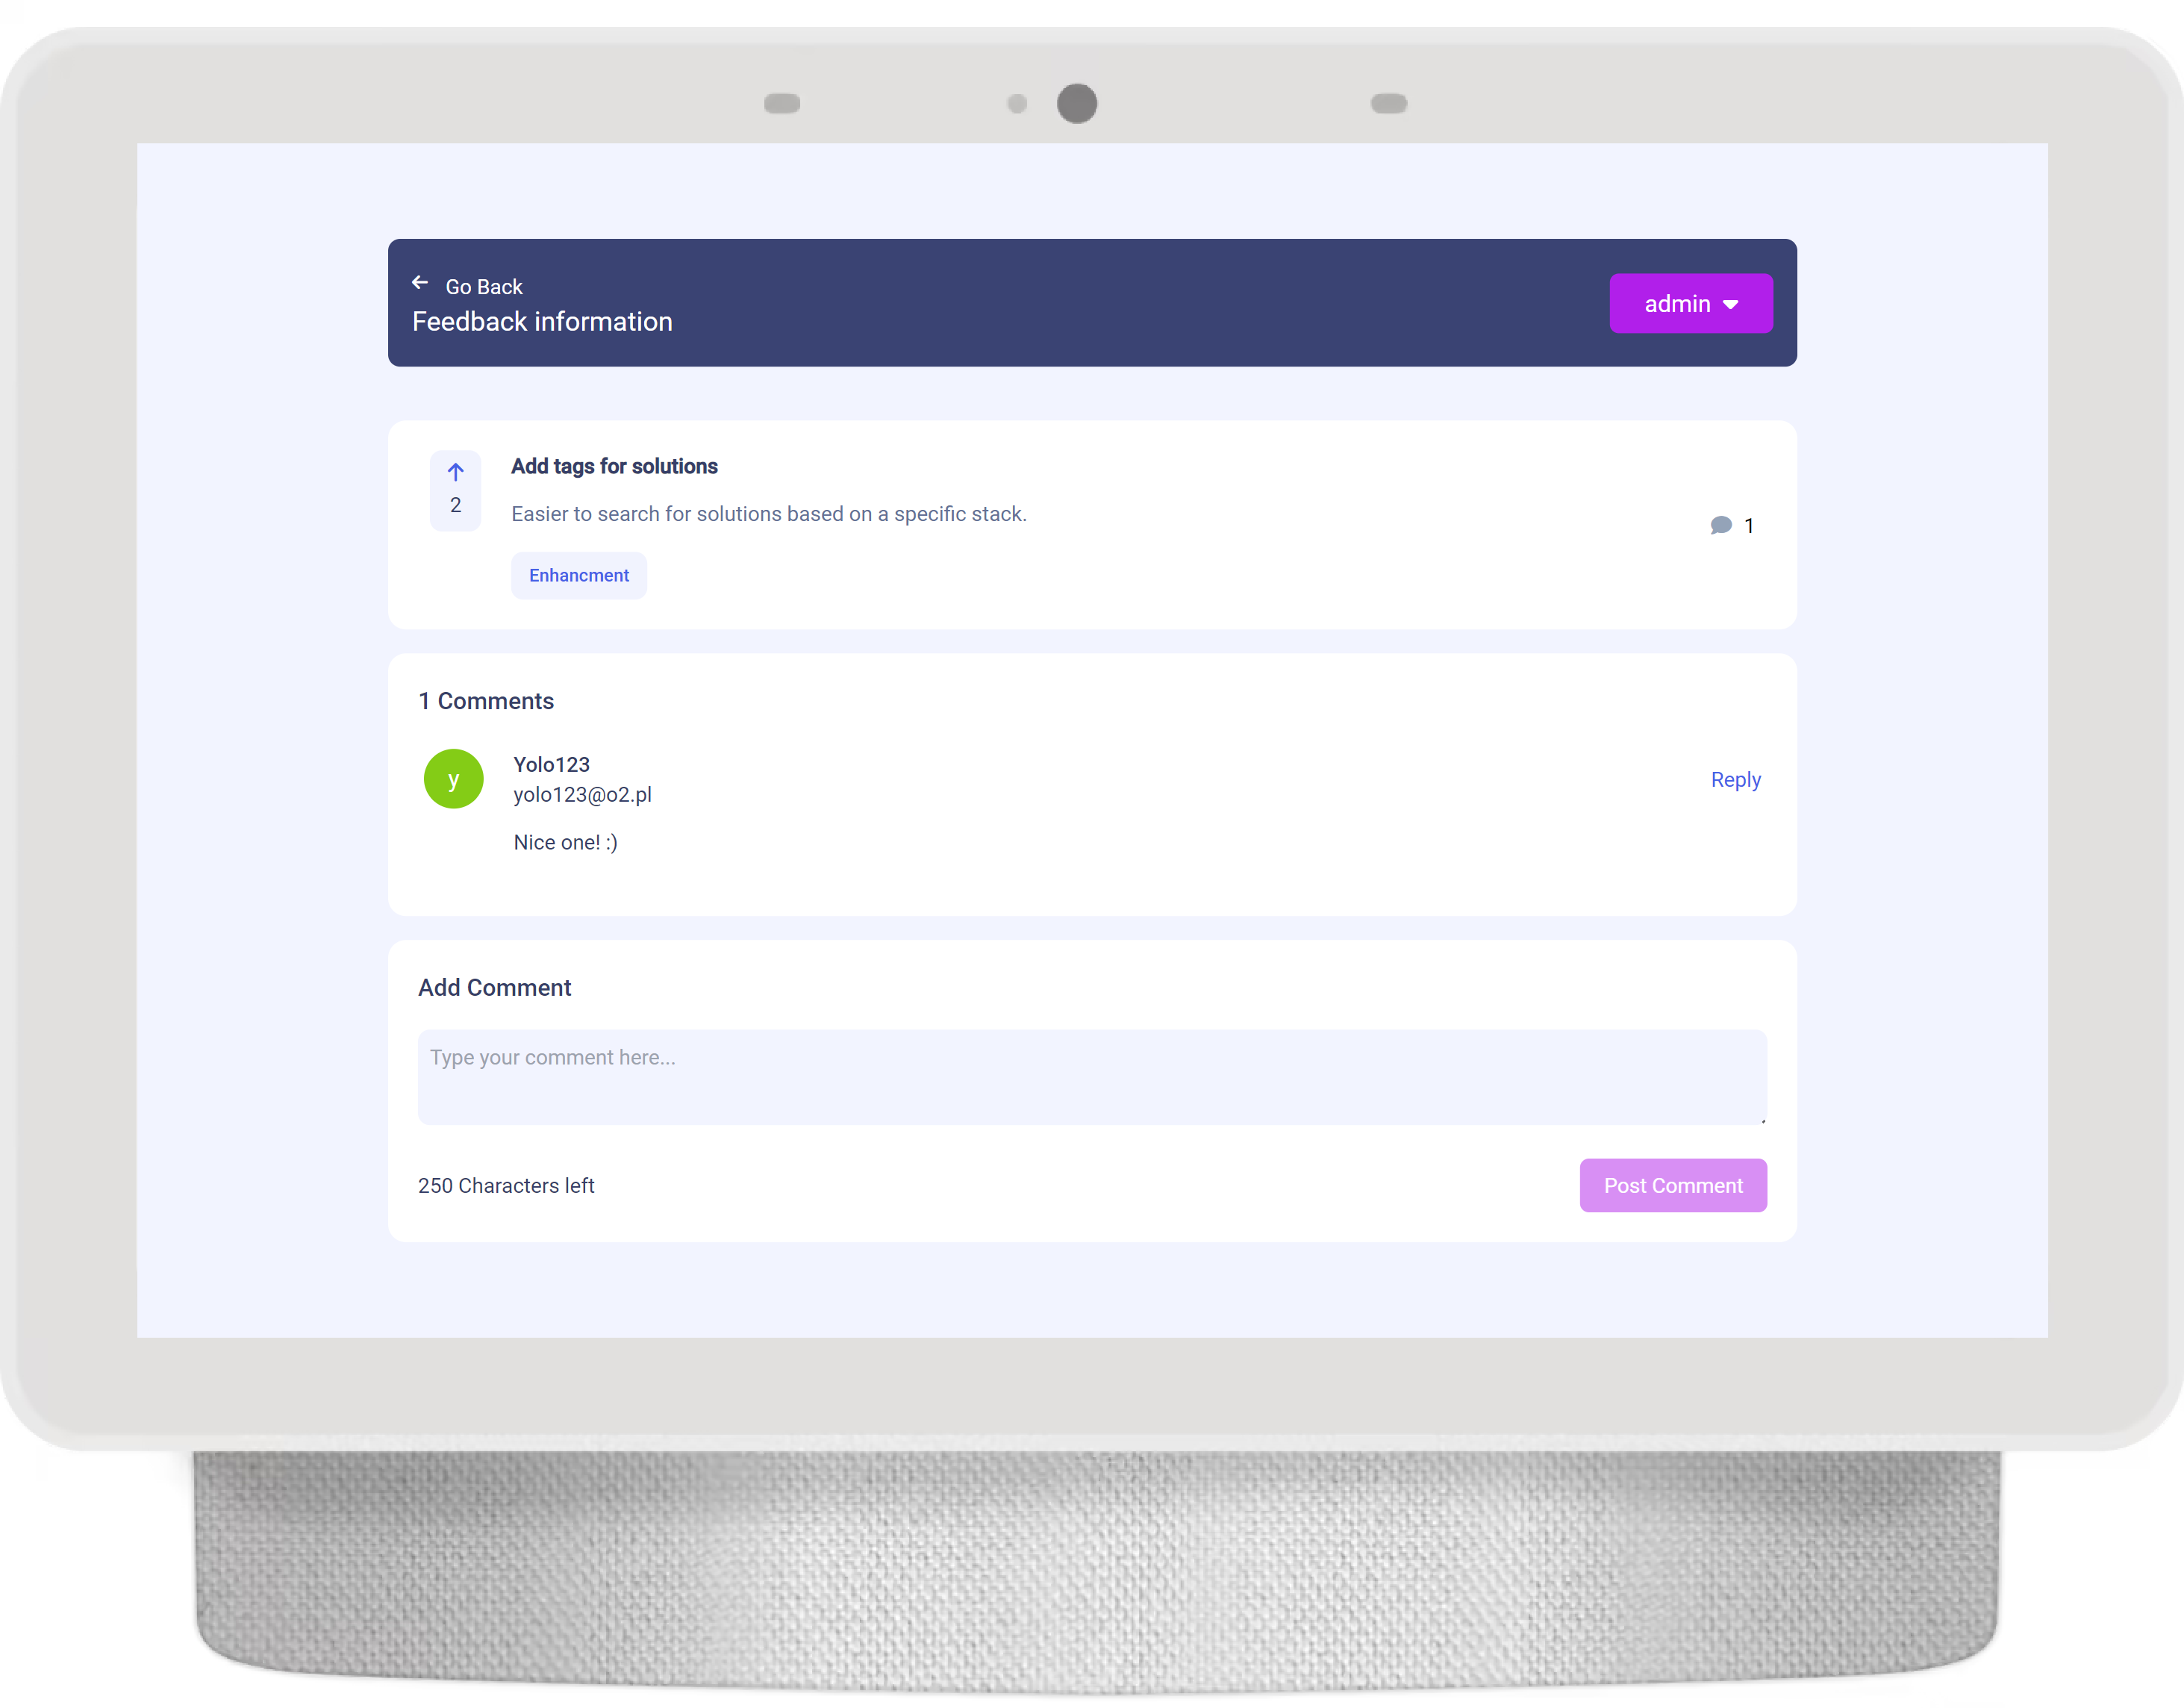 Go Back
Feedback information
admin
2
Add tags for solutions
Easier to search for solutions based on a specific stack.
Enhancment
1
1 Comments
y
Yolo123
yolo123@o2.pl
Reply
Nice one! :)
Add Comment
Type your comment here...
250 Characters left
Post Comment